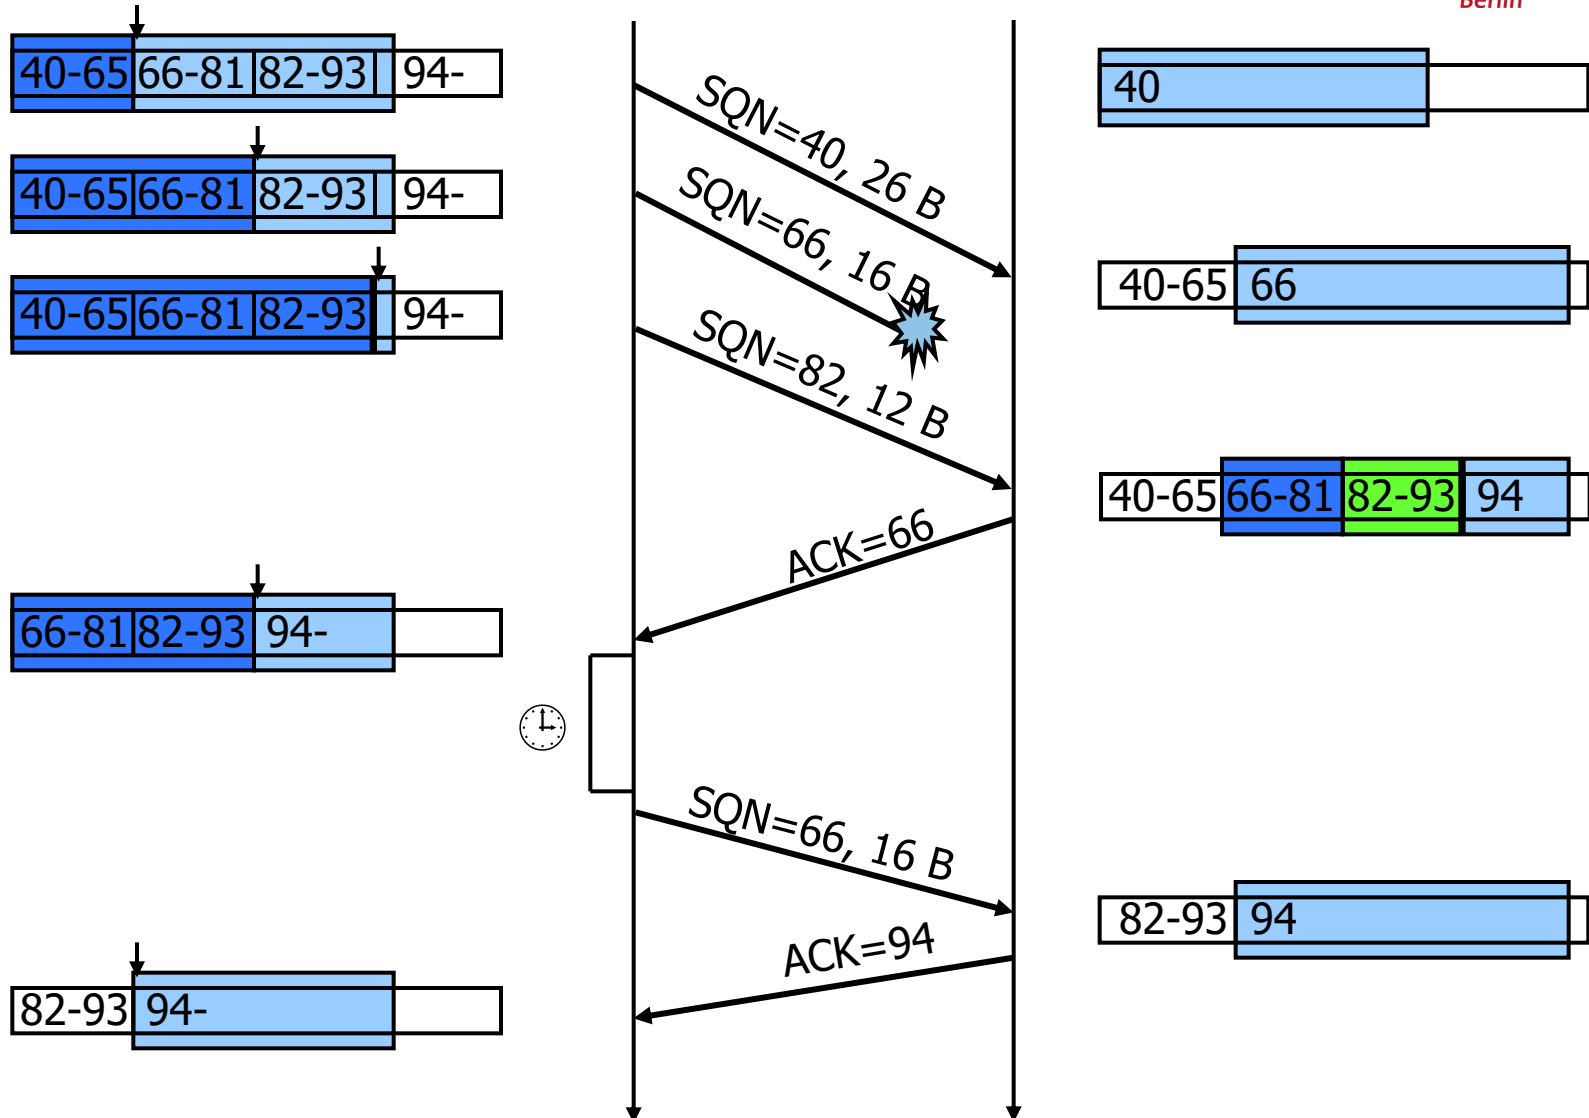 Berlin
40-65 66-81 82-93 94-
SQN=40, 26 B
40
40-65 66-81 82-93 94-
SQN=66, 16 B
40-65 66
40-65 66-81 82-93 94-
SQN=82, 12 B
40-65 66-81 82-93 94
ACK=66
66-81 82-93 94-
SQN=66, 16 B
82-93 94
ACK=94
82-93 94-